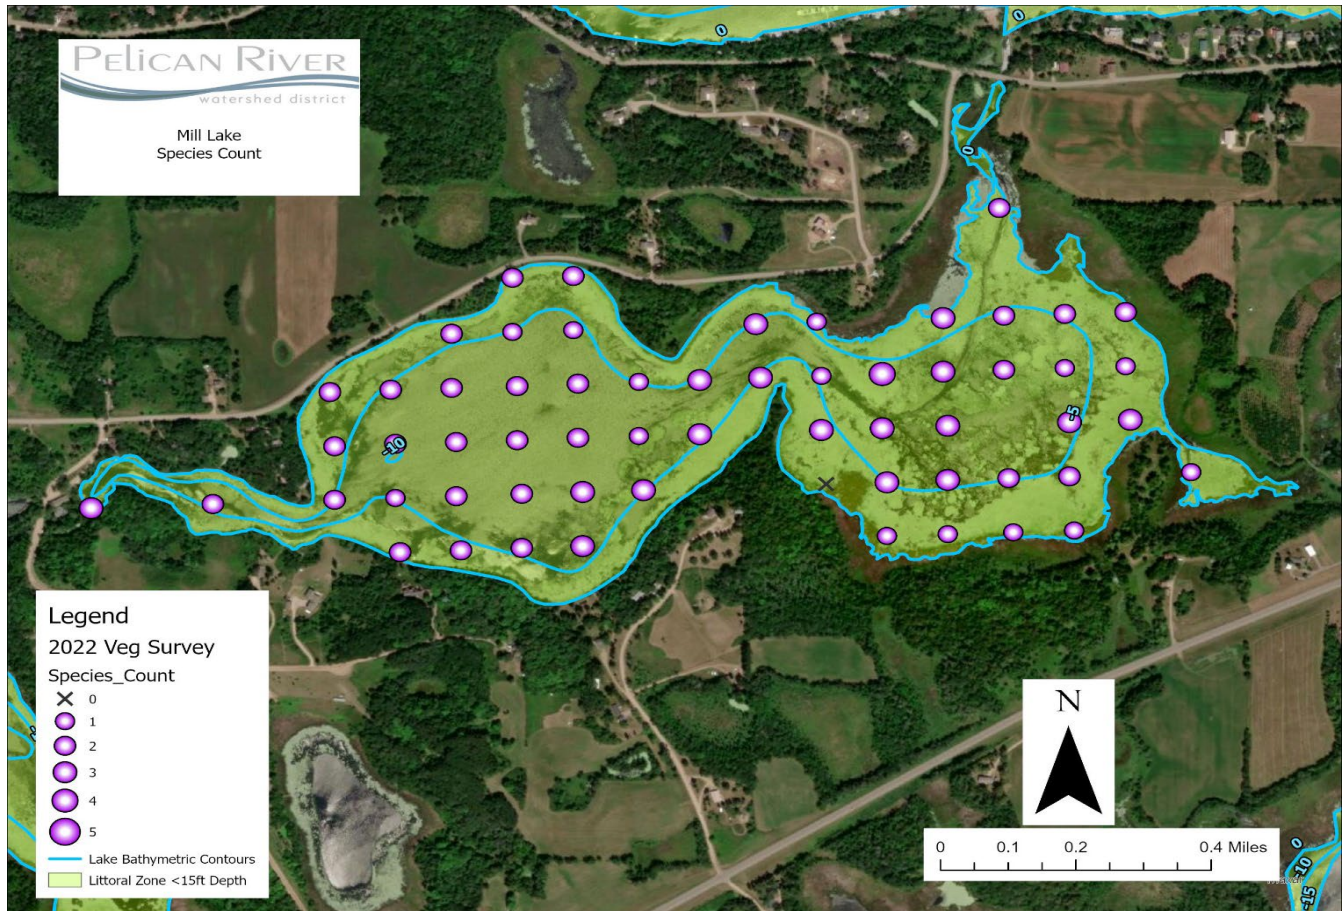 PELICAN RIVER
watershed district
Mill Lake
Species Count
0
0
0
-10
-5
Legend
2022 Veg Survey
Species_Count
0
1
2
3
4
5
Lake Bathymetric Contours
Littoral Zone <15ft Depth
N
0 0.1 0.2 0.4 Miles
0
-10
-15